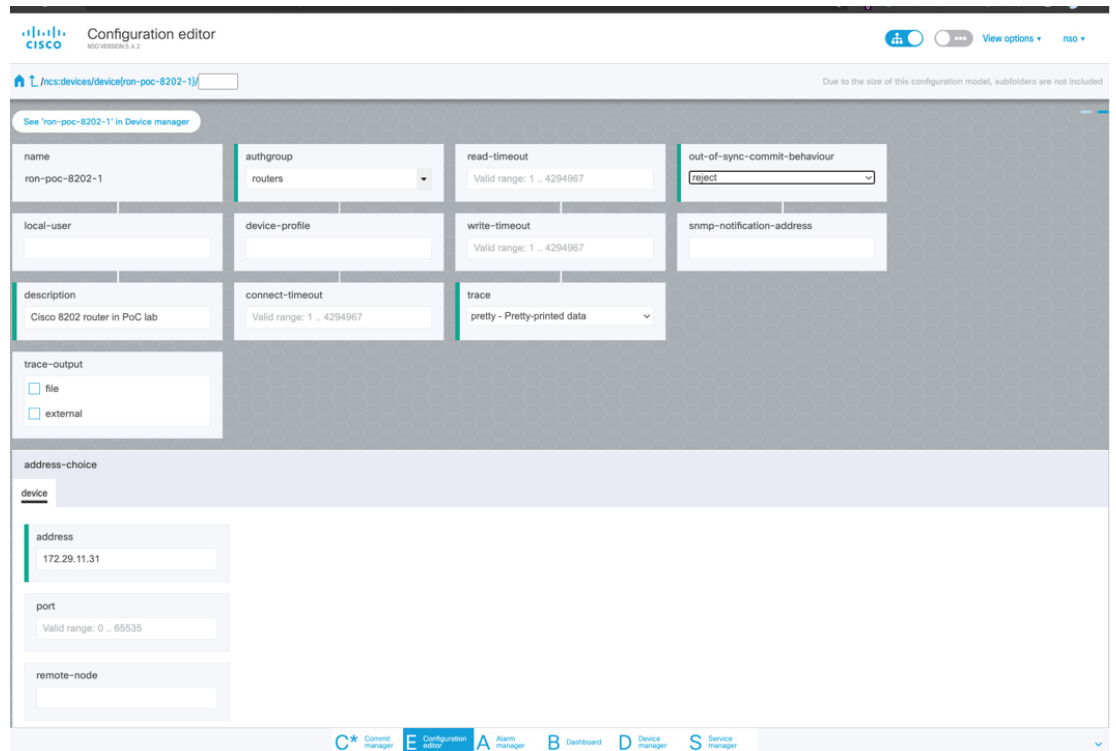 cisco
Configuration editor
NSO VERSION:5.4.2
View options
nso
/ncs:devices/device{ron-poc-8202-1}/
Due to the size of this configuration model, subfolders are not included
See 'ron-poc-8202-1' in Device manager
name
ron-poc-8202-1
authgroup
routers
read-timeout
Valid range: 1 .. 4294967
out-of-sync-commit-behaviour
reject
local-user
device-profile
write-timeout
Valid range: 1 .. 4294967
snmp-notification-address
description
Cisco 8202 router in PoC lab
connect-timeout
Valid range: 1 .. 4294967
trace
pretty - Pretty-printed data
trace-output
file
external
address-choice
device
address
172.29.11.31
port
Valid range: 0 .. 65535
remote-node
C* Commit manager
E Configuration editor
A Alarm manager
B Dashboard
D Device manager
S Service manager